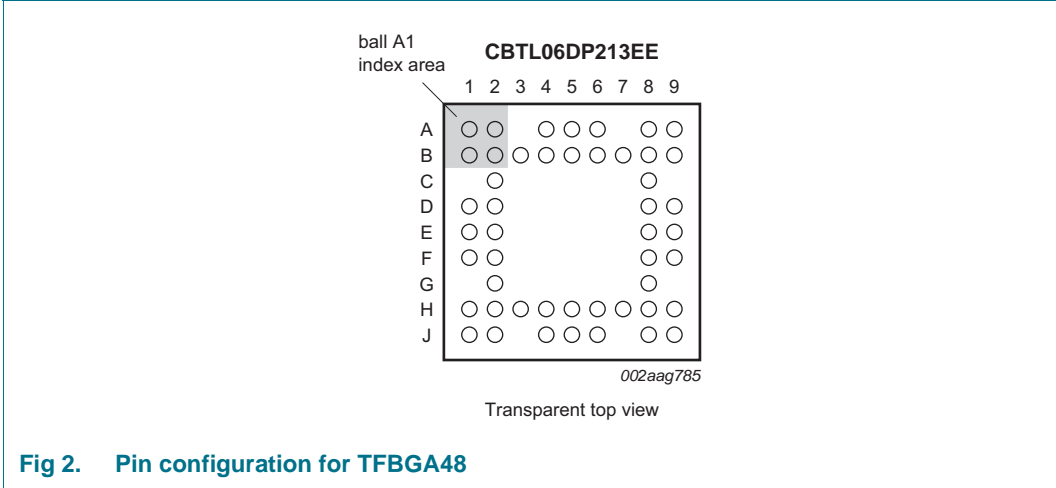 ball A1
index area
CBTL06DP213EE
1 2 3 4 5 6 7 8 9
A
B
C
D
E
F
G
H
J
002aag785
Transparent top view
Fig 2. Pin configuration for TFBGA48